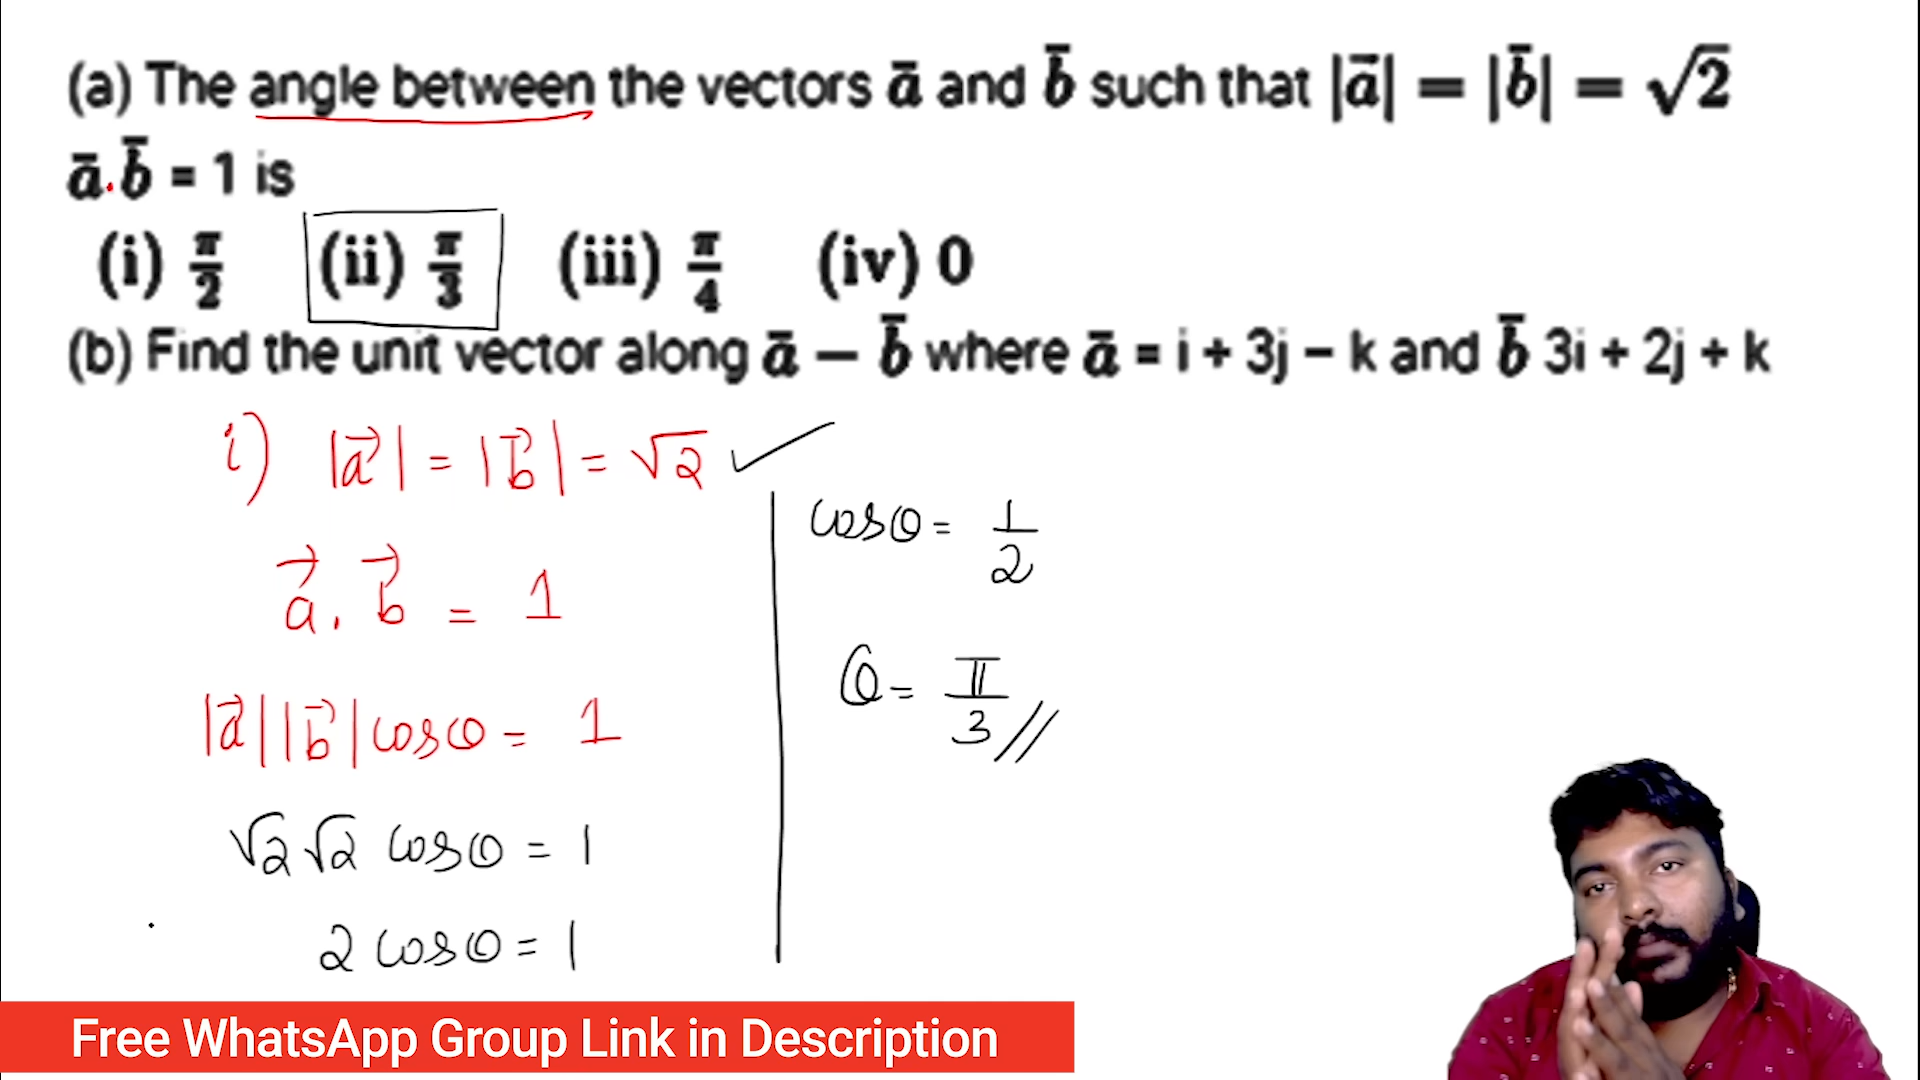 (a) The angle between the vectors a̅ and b̅ such that |a⃗| = |b̅| = √2
a̅.b̅ = 1 is
(i) π/2 (ii) π/3 (iii) π/4 (iv) 0
(b) Find the unit vector along a̅ − b̅ where a̅ = i + 3j − k and b̅ 3i + 2j + k
i) |a⃗| = |b⃗| = √2 ✓
a⃗. b⃗ = 1
|a⃗||b⃗| cosθ = 1
√2 √2 cosθ = 1
2 cosθ = 1
cosθ = 1/2
θ = π/3 //
Free WhatsApp Group Link in Description